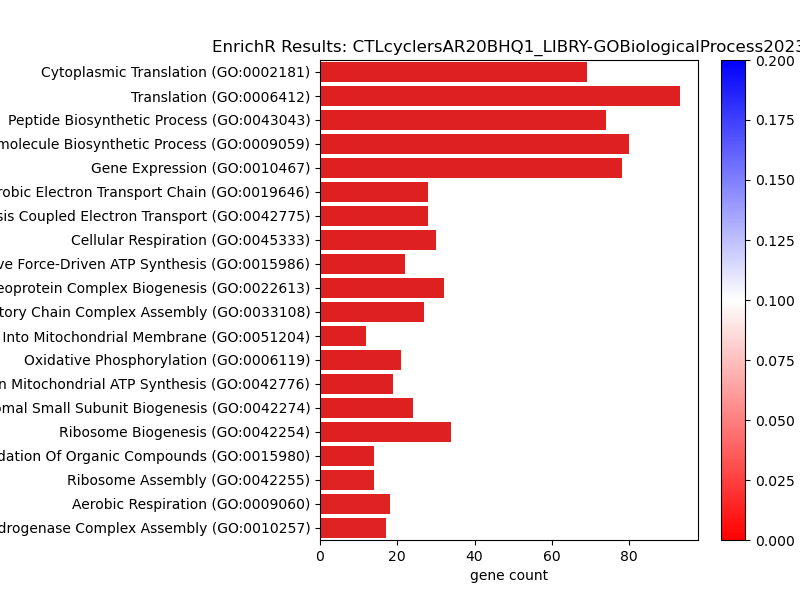 EnrichR Results: CTLcyclersAR20BHQ1_LIBRY-GOBiologicalProcess2023
Cytoplasmic Translation (GO:0002181)
Translation (GO:0006412)
Peptide Biosynthetic Process (GO:0043043)
molecule Biosynthetic Process (GO:0009059)
Gene Expression (GO:0010467)
robic Electron Transport Chain (GO:0019646)
sis Coupled Electron Transport (GO:0042775)
Cellular Respiration (GO:0045333)
ve Force-Driven ATP Synthesis (GO:0015986)
eoprotein Complex Biogenesis (GO:0022613)
tory Chain Complex Assembly (GO:0033108)
Into Mitochondrial Membrane (GO:0051204)
Oxidative Phosphorylation (GO:0006119)
n Mitochondrial ATP Synthesis (GO:0042776)
omal Small Subunit Biogenesis (GO:0042274)
Ribosome Biogenesis (GO:0042254)
dation Of Organic Compounds (GO:0015980)
Ribosome Assembly (GO:0042255)
Aerobic Respiration (GO:0009060)
drogenase Complex Assembly (GO:0010257)
0 20 40 60 80
gene count
0.200
0.175
0.150
0.125
0.100
0.075
0.050
0.025
0.000